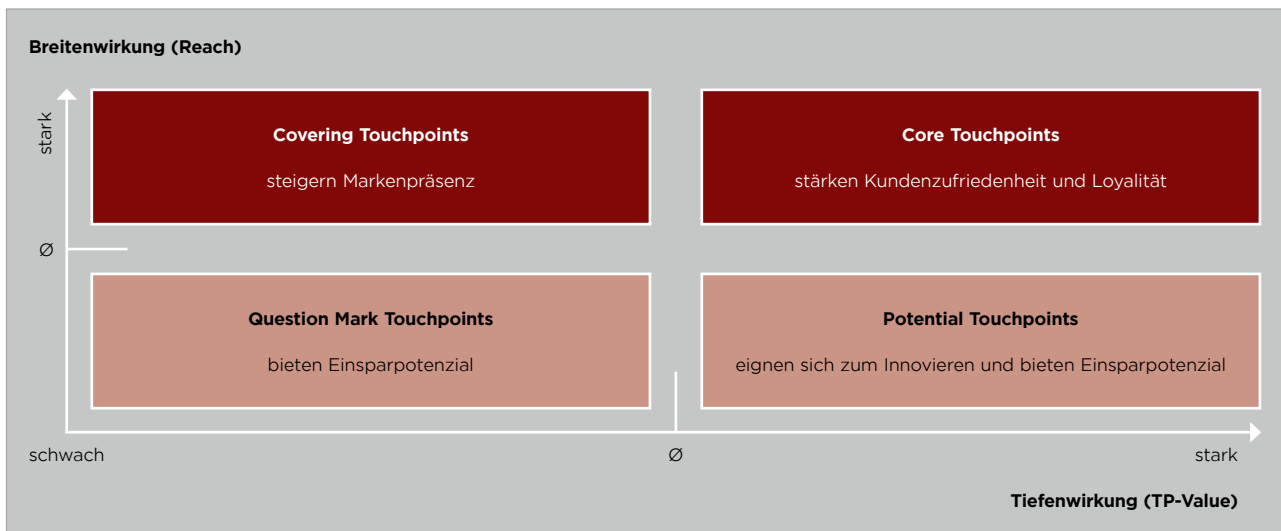 Breitenwirkung (Reach)
stark
Covering Touchpoints
steigern Markenpräsenz
Core Touchpoints
stärken Kundenzufriedenheit und Loyalität
Ø
Question Mark Touchpoints
bieten Einsparpotenzial
Potential Touchpoints
eignen sich zum Innovieren und bieten Einsparpotenzial
schwach
Ø
stark
Tiefenwirkung (TP-Value)